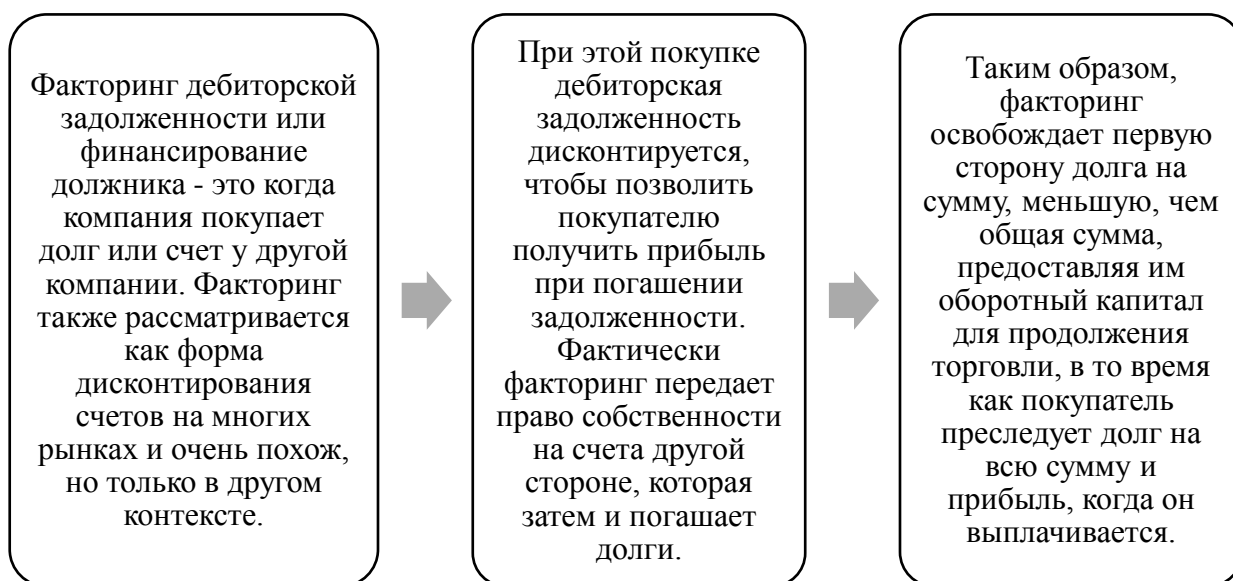 Факторинг дебиторской
задолженности или
финансирование
должника - это когда
компания покупает
долг или счет у другой
компании. Факторинг
также рассматривается
как форма
дисконтирования
счетов на многих
рынках и очень похож,
но только в другом
контексте.
При этой покупке
дебиторская
задолженность
дисконтируется,
чтобы позволить
покупателю
получить прибыль
при погашении
задолженности.
Фактически
факторинг передает
право собственности
на счета другой
стороне, которая
затем и погашает
долги.
Таким образом,
факторинг
освобождает первую
сторону долга на
сумму, меньшую, чем
общая сумма,
предоставляя им
оборотный капитал
для продолжения
торговли, в то время
как покупатель
преследует долг на
всю сумму и
прибыль, когда он
выплачивается.